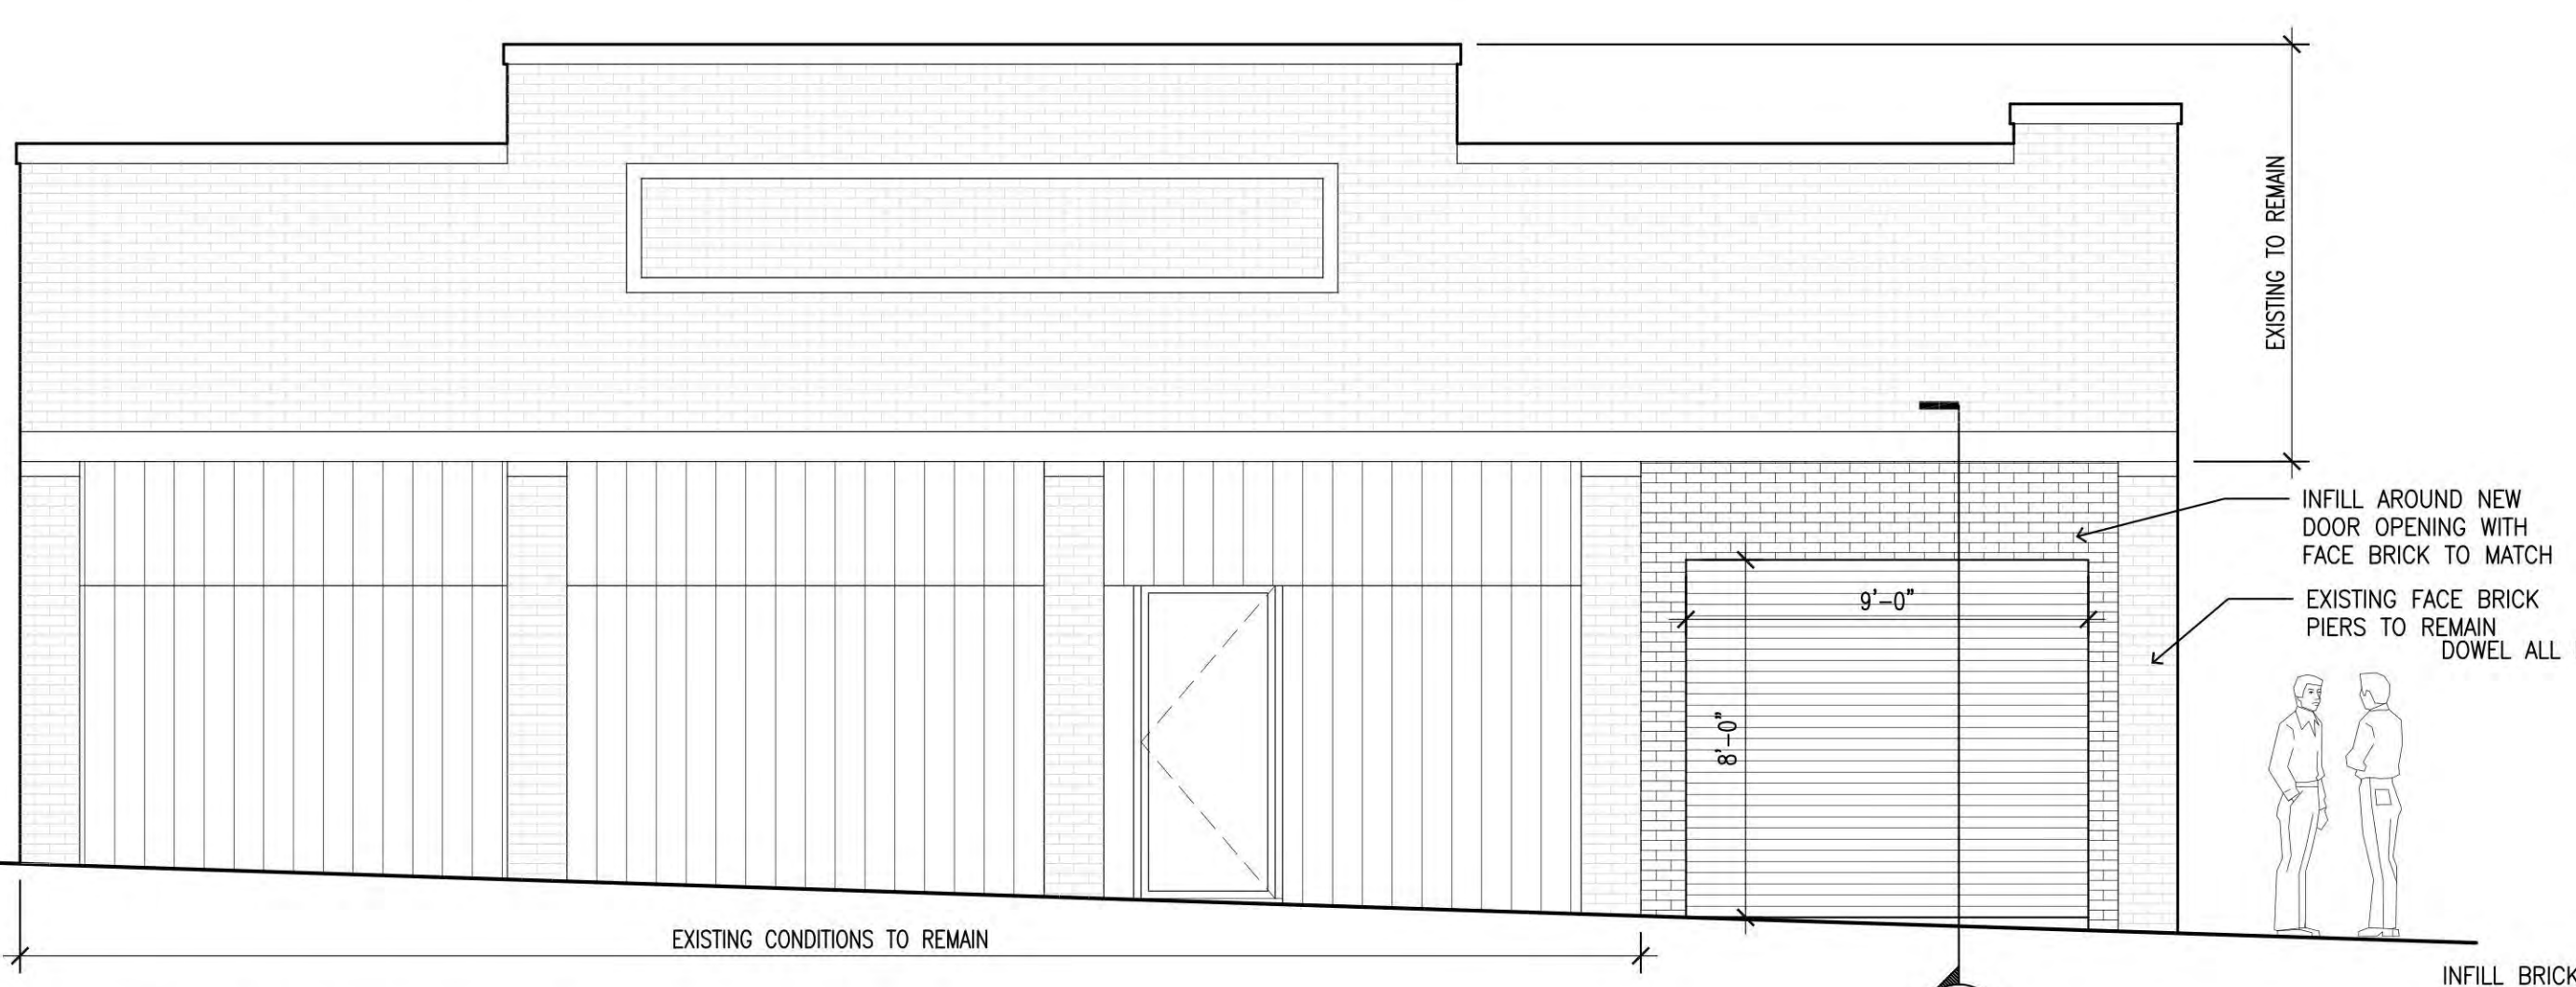 EXISTING TO REMAIN
INFILL AROUND NEW
DOOR OPENING WITH
FACE BRICK TO MATCH
EXISTING FACE BRICK
PIERS TO REMAIN
DOWEL ALL
9'-0"
8'-0"
EXISTING CONDITIONS TO REMAIN
INFILL BRICK